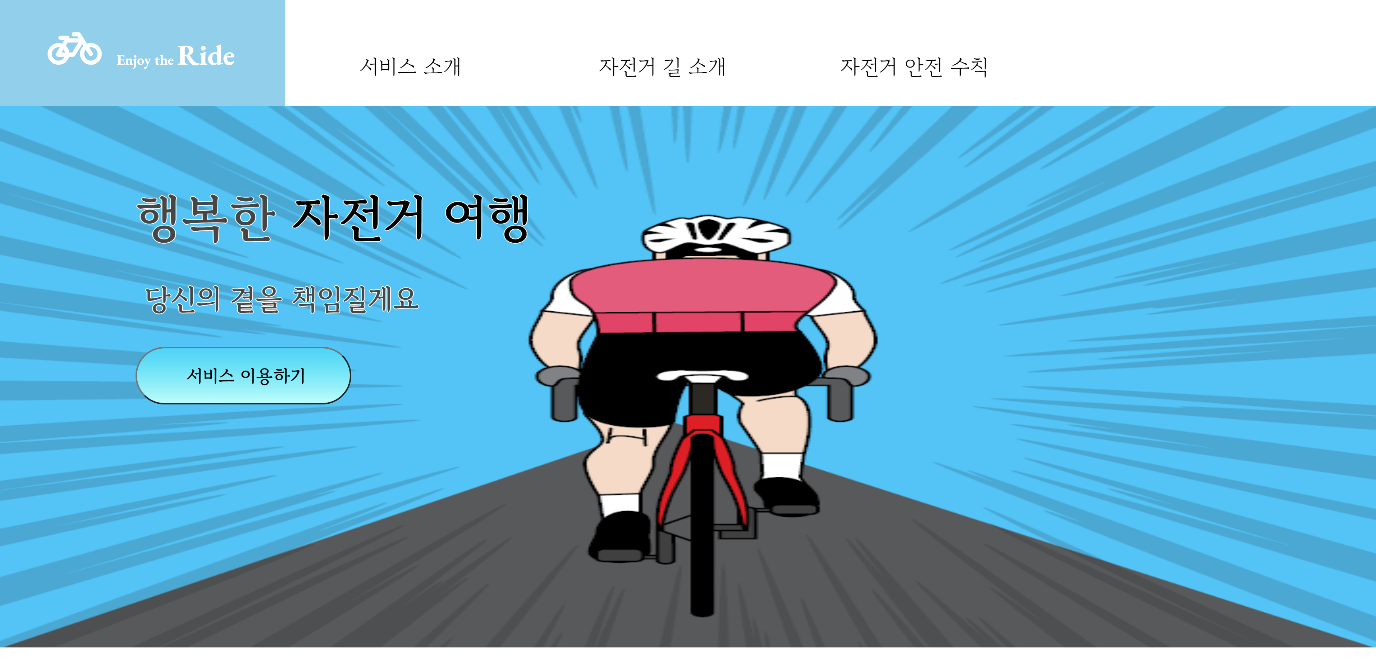 Enjoy the Ride
서비스 소개
자전거 길 소개
자전거 안전 수칙
행복한 자전거 여행
당신의 곁을 책임질게요
서비스 이용하기